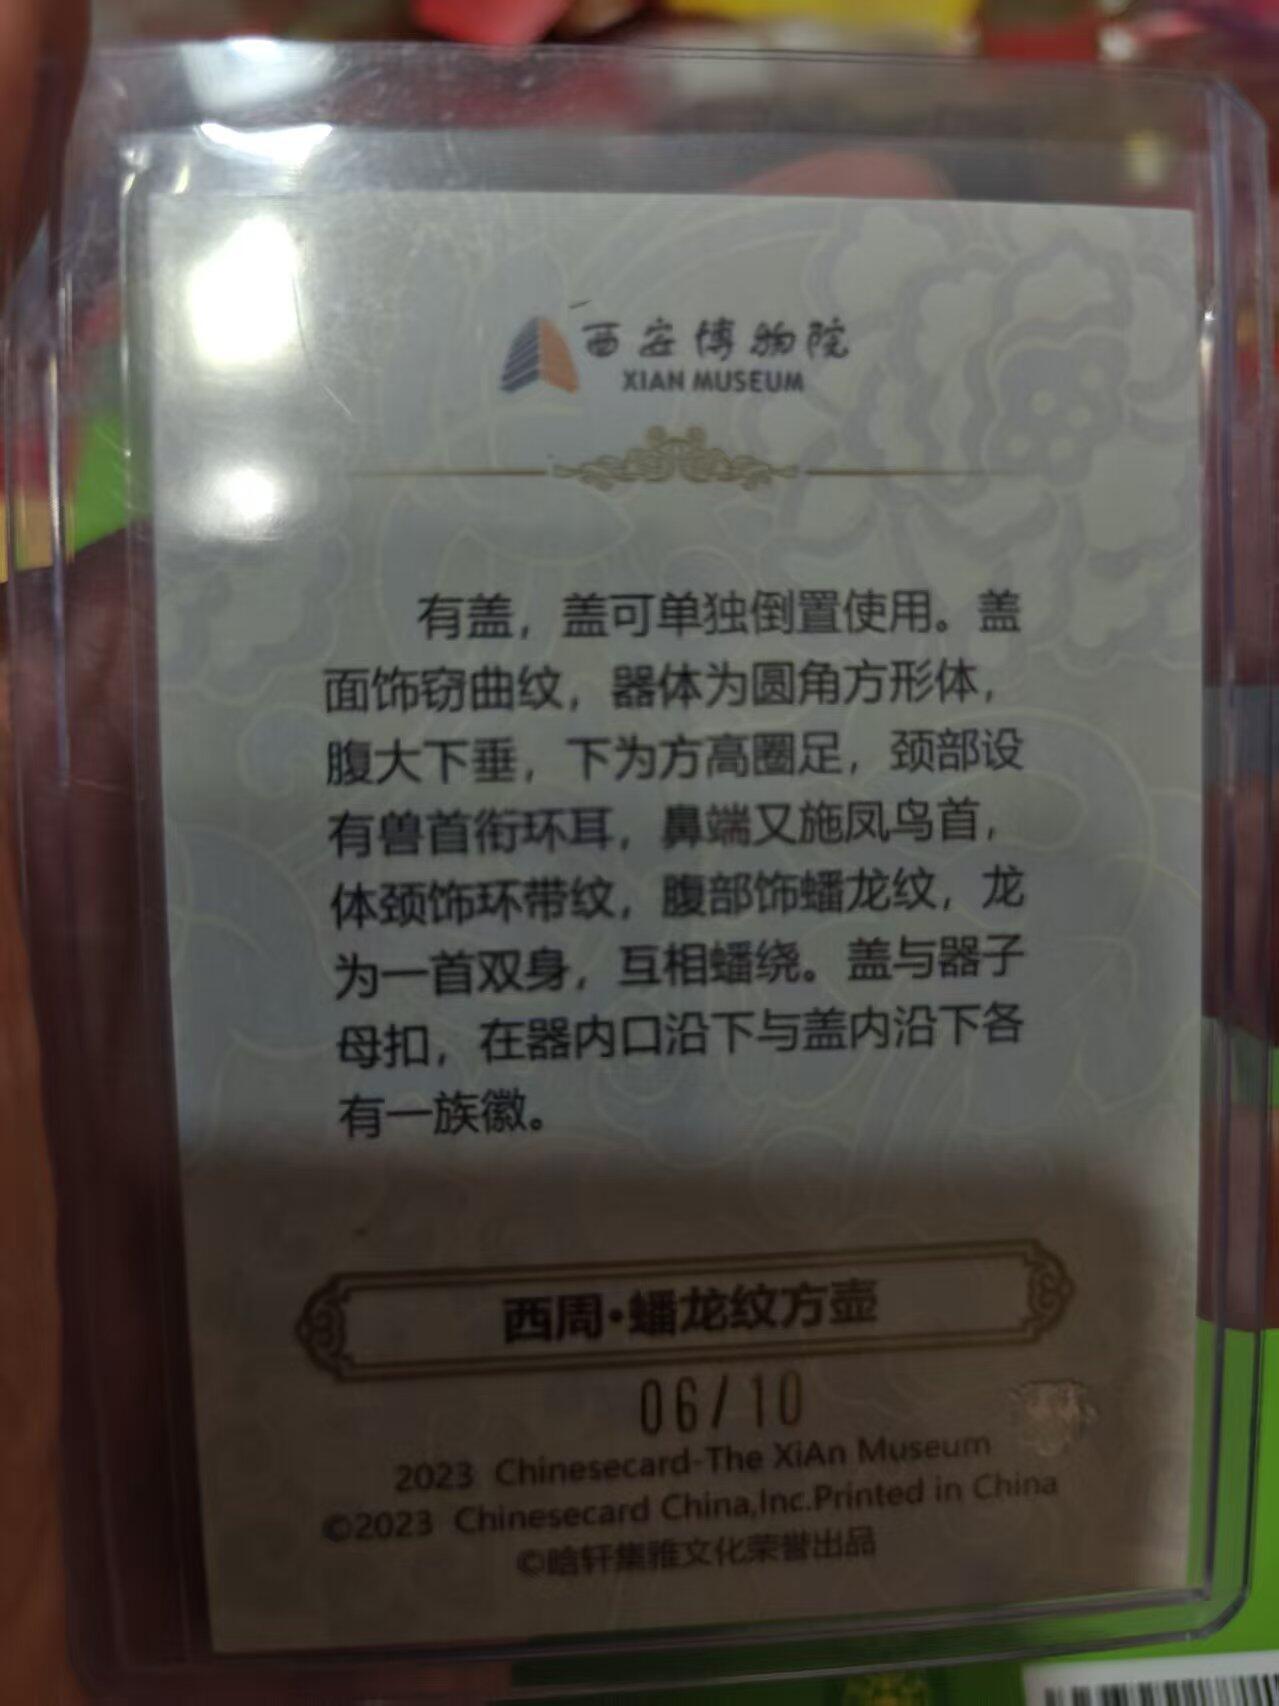 西安博物院
XIAN MUSEUM
有盖，盖可单独倒置使用。盖
面饰窃曲纹，器体为圆角方形体，
腹大下垂，下为方高圈足，颈部设
有兽首衔环耳，鼻端又施凤鸟首，
体颈饰环带纹，腹部饰蟠龙纹，龙
为一首双身，互相蟠绕。盖与器子
母扣，在器内口沿下与盖内沿下各
有一族徽。
西周·蟠龙纹方壶
06/10
2023 Chinesecard-The XiAn Museum
©2023 Chinesecard China,Inc.Printed in China
©晗轩集雅文化荣誉出品